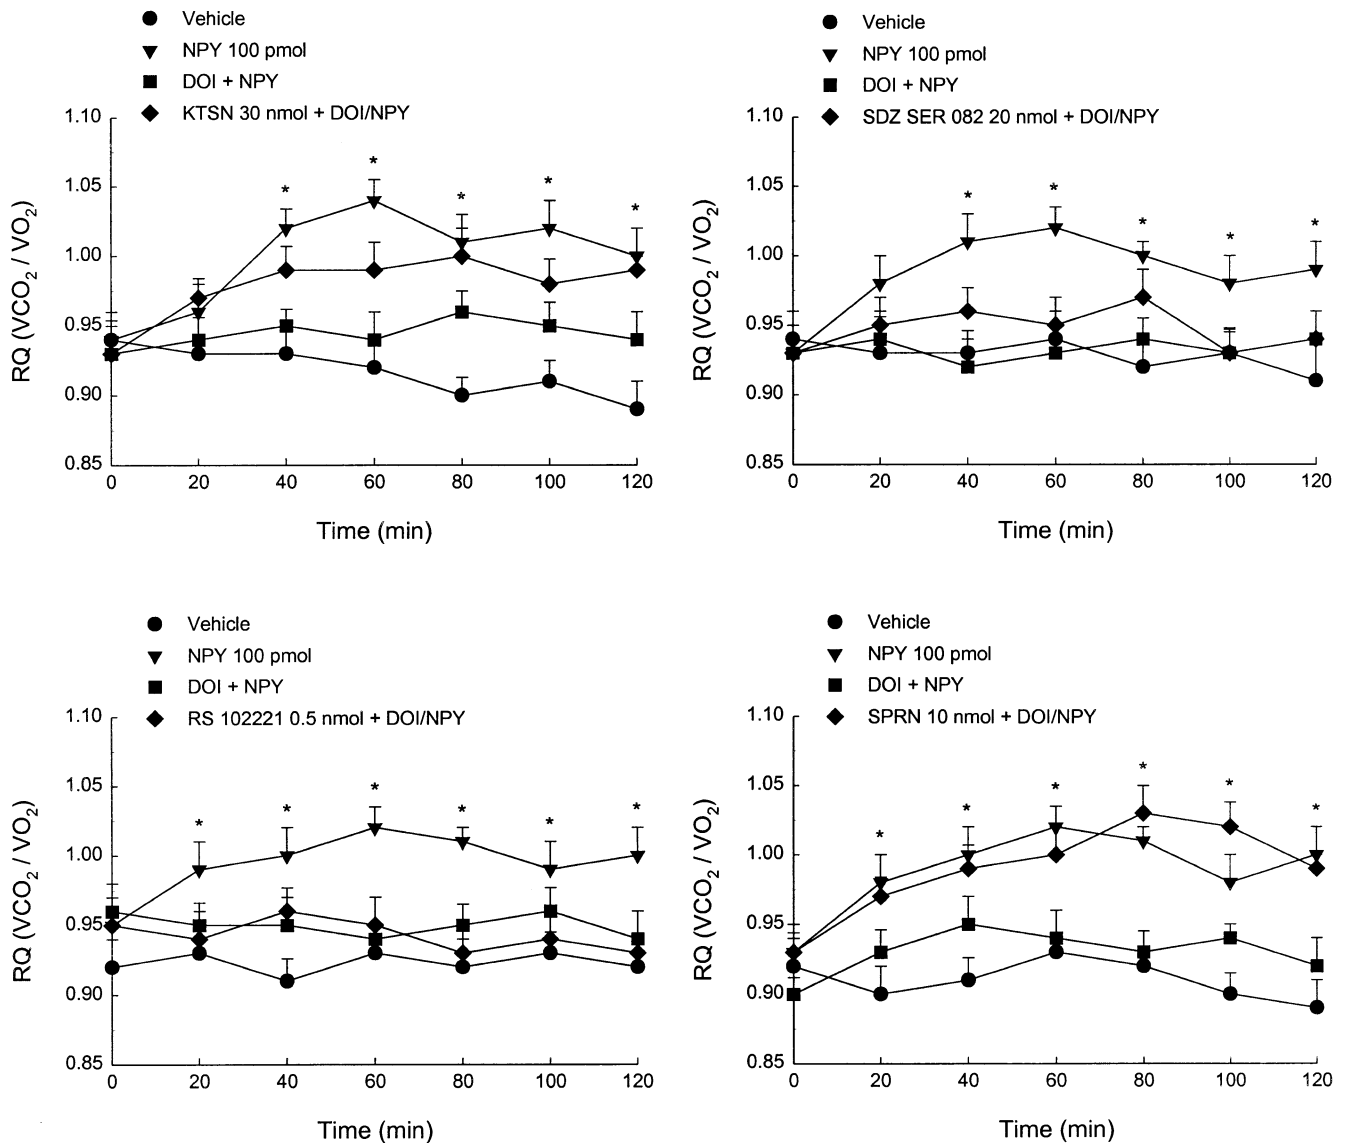 Vehicle
NPY 100 pmol
DOI + NPY
KTSN 30 nmol + DOI/NPY
1.10
1.05
1.00
0.95
0.90
0.85
RQ (VCO2 / VO2)
* * * * *
0 20 40 60 80 100 120
Time (min)
Vehicle
NPY 100 pmol
DOI + NPY
SDZ SER 082 20 nmol + DOI/NPY
1.10
1.05
1.00
0.95
0.90
0.85
RQ (VCO2 / VO2)
* * * * *
0 20 40 60 80 100 120
Time (min)
Vehicle
NPY 100 pmol
DOI + NPY
RS 102221 0.5 nmol + DOI/NPY
1.10
1.05
1.00
0.95
0.90
0.85
RQ (VCO2 / VO2)
* * * * * *
0 20 40 60 80 100 120
Time (min)
Vehicle
NPY 100 pmol
DOI + NPY
SPRN 10 nmol + DOI/NPY
1.10
1.05
1.00
0.95
0.90
0.85
RQ (VCO2 / VO2)
* * * * * *
0 20 40 60 80 100 120
Time (min)